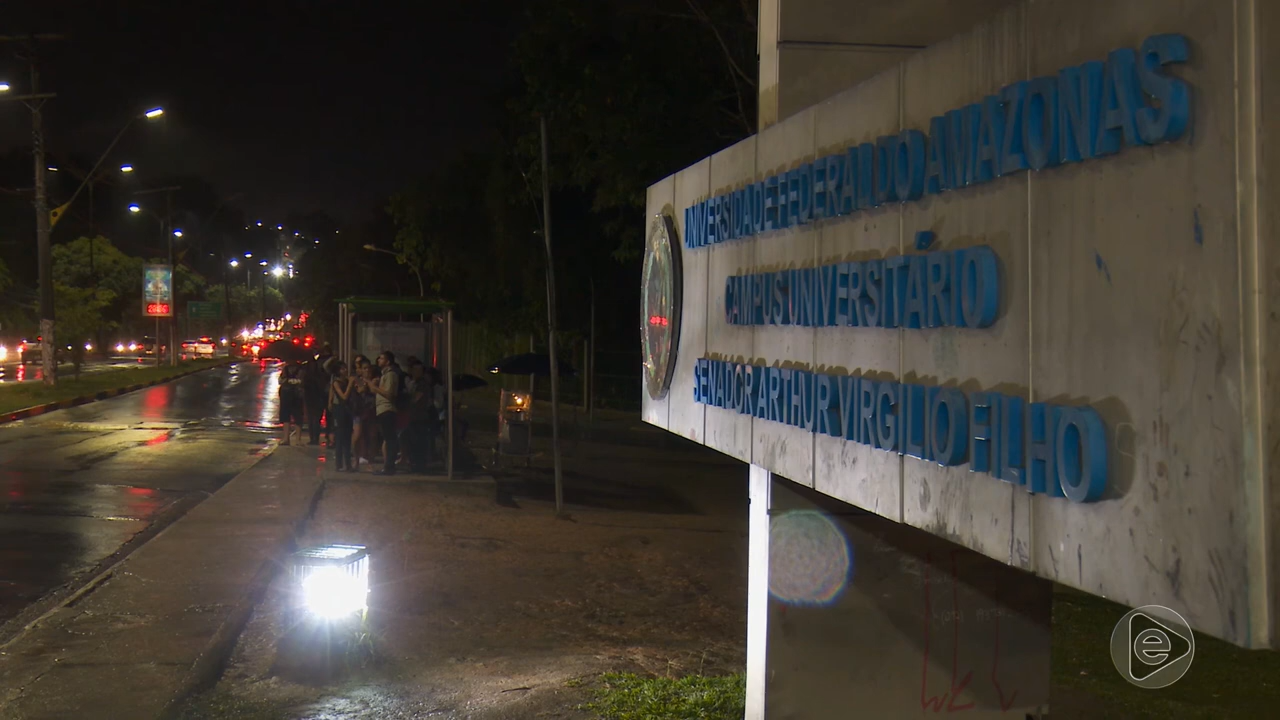 UNIVERSIDADE FEDERAL DO AMAZONAS
CAMPUS UNIVERSITÁRIO
SENADOR ARTHUR VIRGILIO FILHO
e